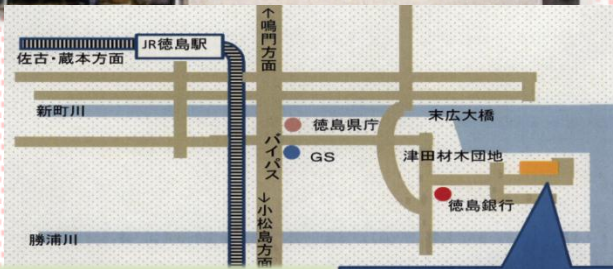 ↑鳴門方面
JR徳島駅
佐古・蔵本方面
新町川
末広大橋
徳島県庁
バイパス
GS
津田材木団地
徳島銀行
↓小松島方面
勝浦川